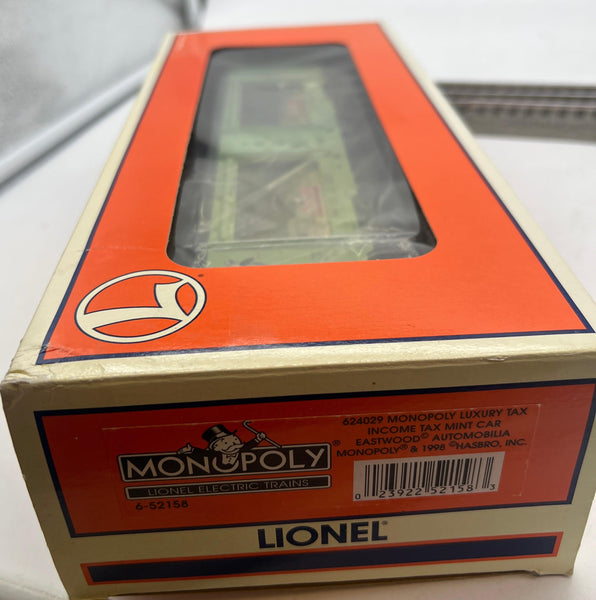 L
624029 MONOPOLY LUXURY TAX
INCOME TAX MINT CAR
EASTWOOD© AUTOMOBILIA
MONOPOLY® & 1998 ©HASBRO, INC.
MONOPOLY®
LIONEL ELECTRIC TRAINS
6-52158
0 23922 52158 3
LIONEL®